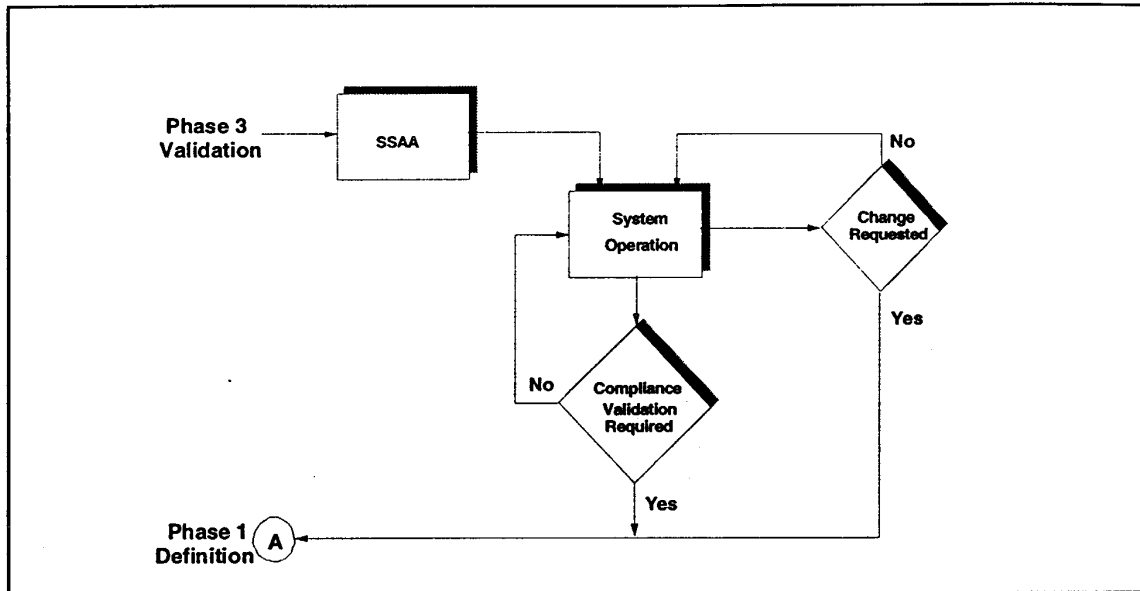 Phase 3
Validation
SSAA
No
System
Operation
Change
Requested
Yes
No
Compliance
Validation
Required
Yes
Phase 1
Definition
A